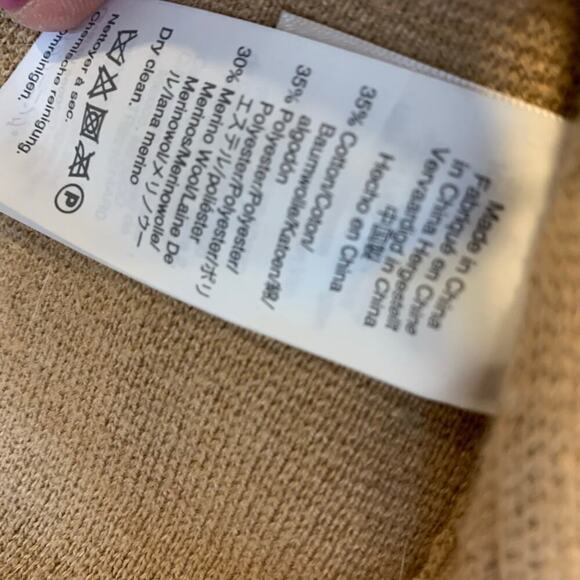 Made in China
Fabriqué en Chine
in China Hergestellt
Vervaardigd in China
中国製
Hecho en China
35% Cotton/Coton/
Baumwolle/Katoen/綿/
algodón
35% Polyester/Polyester/
Polyester/Polyester/ポリ
エステル/poliéster
30% Merino Wool/Laine De
Merinos/Merinowolle/
Merinowol/メリノウー
ル/lana merino
Dry clean.
Nettoyer à sec.
Chemische reinigung.
omreinigen.
P